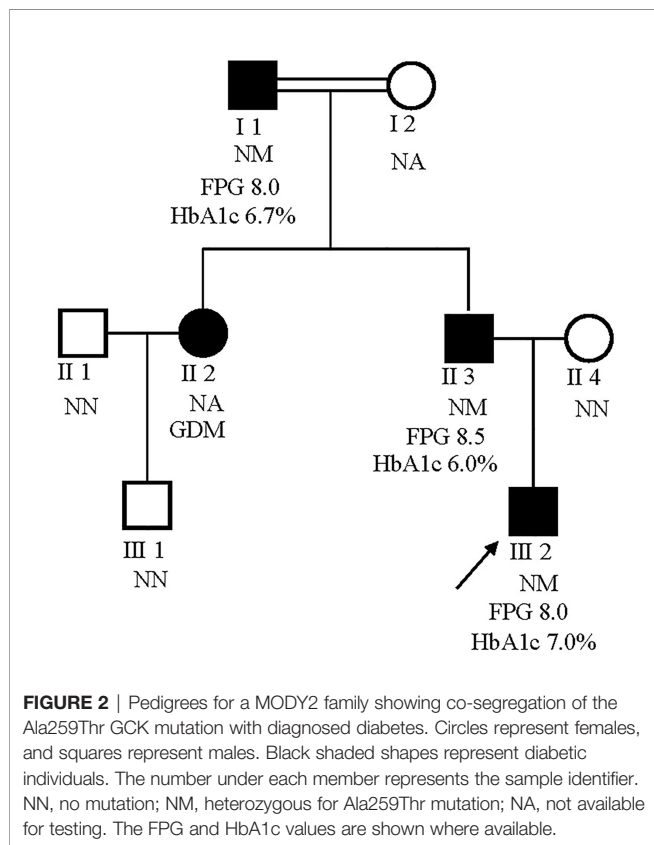 I 1
I 2
NM
NA
FPG 8.0
HbA1c 6.7%
II 1
II 2
II 3
II 4
NN
NA
NM
NN
GDM
FPG 8.5
HbA1c 6.0%
III 1
III 2
NN
NM
FPG 8.0
HbA1c 7.0%
FIGURE 2 | Pedigrees for a MODY2 family showing co-segregation of the
Ala259Thr GCK mutation with diagnosed diabetes. Circles represent females,
and squares represent males. Black shaded shapes represent diabetic
individuals. The number under each member represents the sample identifier.
NN, no mutation; NM, heterozygous for Ala259Thr mutation; NA, not available
for testing. The FPG and HbA1c values are shown where available.